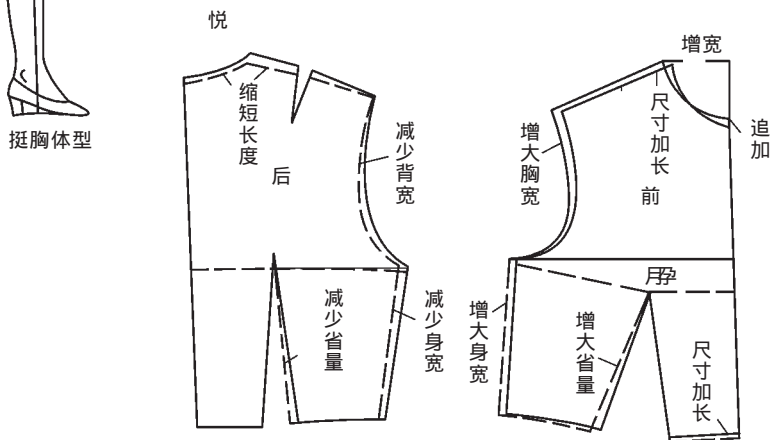 悦
增宽
缩短长度
减少背宽
增大胸宽
尺寸加长
追加
挺胸体型
后
前
减少省量
减少身宽
增大身宽
增大省量
尺寸加长